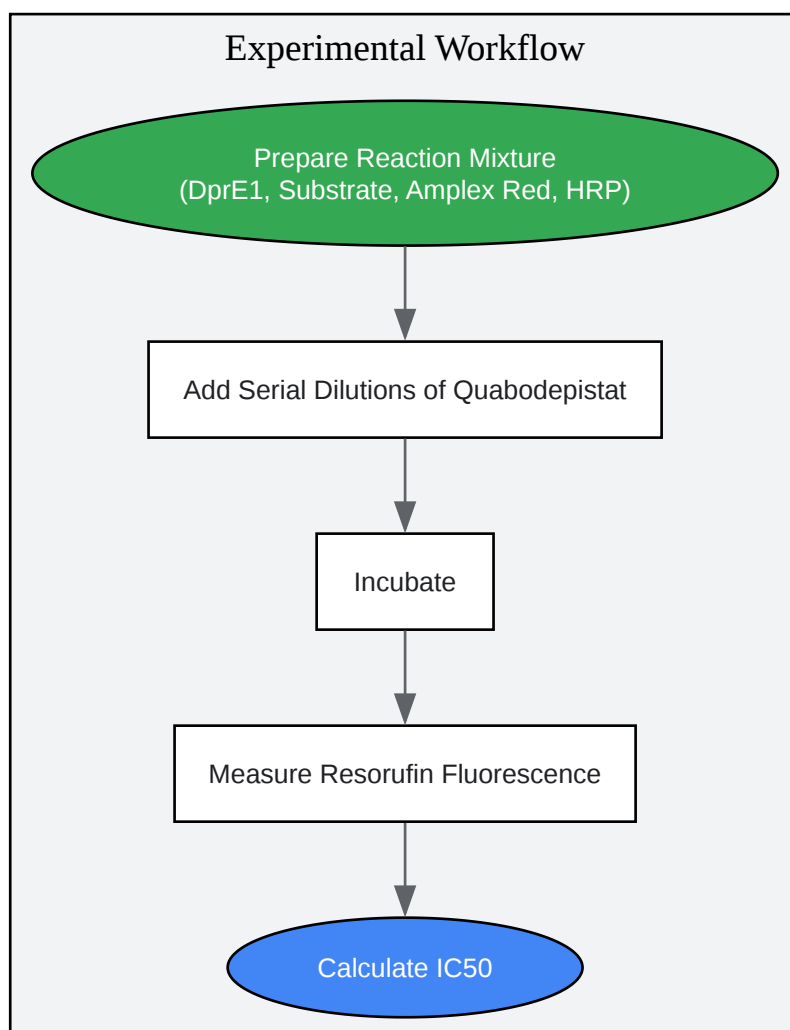 Experimental Workflow
Prepare Reaction Mixture
(DprE1, Substrate, Amplex Red, HRP)
Add Serial Dilutions of Quabodepistat
Incubate
Measure Resorufin Fluorescence
Calculate IC50